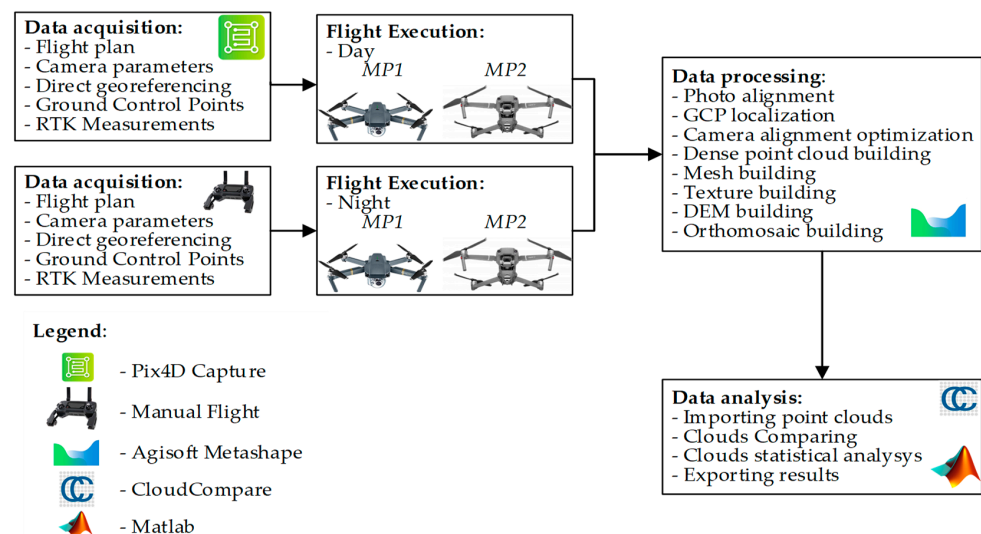 Data acquisition:
- Flight plan
- Camera parameters
- Direct georeferencing
- Ground Control Points
- RTK Measurements
Flight Execution:
- Day
MP1
MP2
Data acquisition:
- Flight plan
- Camera parameters
- Direct georeferencing
- Ground Control Points
- RTK Measurements
Flight Execution:
- Night
MP1
MP2
Data processing:
- Photo alignment
- GCP localization
- Camera alignment optimization
- Dense point cloud building
- Mesh building
- Texture building
- DEM building
- Orthomosaic building
Data analysis:
- Importing point clouds
- Clouds Comparing
- Clouds statistical analysys
- Exporting results
CC
Legend:
- Pix4D Capture
- Manual Flight
- Agisoft Metashape
CC
- CloudCompare
- Matlab